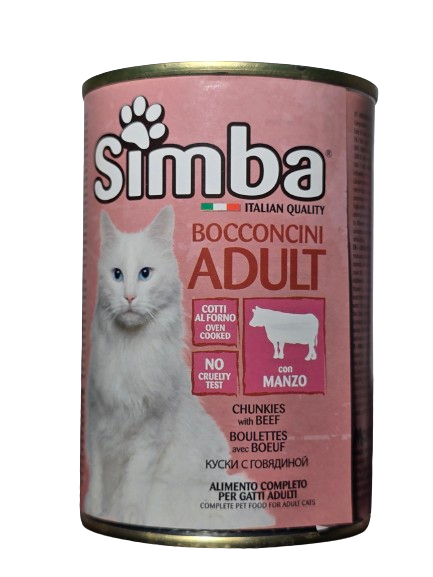 Simba®
ITALIAN QUALITY
BOCCONCINI
ADULT
COTTI
AL FORNO
OVEN
COOKED
NO
CRUELTY
TEST
con
MANZO
CHUNKIES
with BEEF
BOULETTES
avec BOEUF
КУСКИ С ГОВЯДИНОЙ
ALIMENTO COMPLETO
PER GATTI ADULTI
COMPLETE PET FOOD FOR ADULT CATS